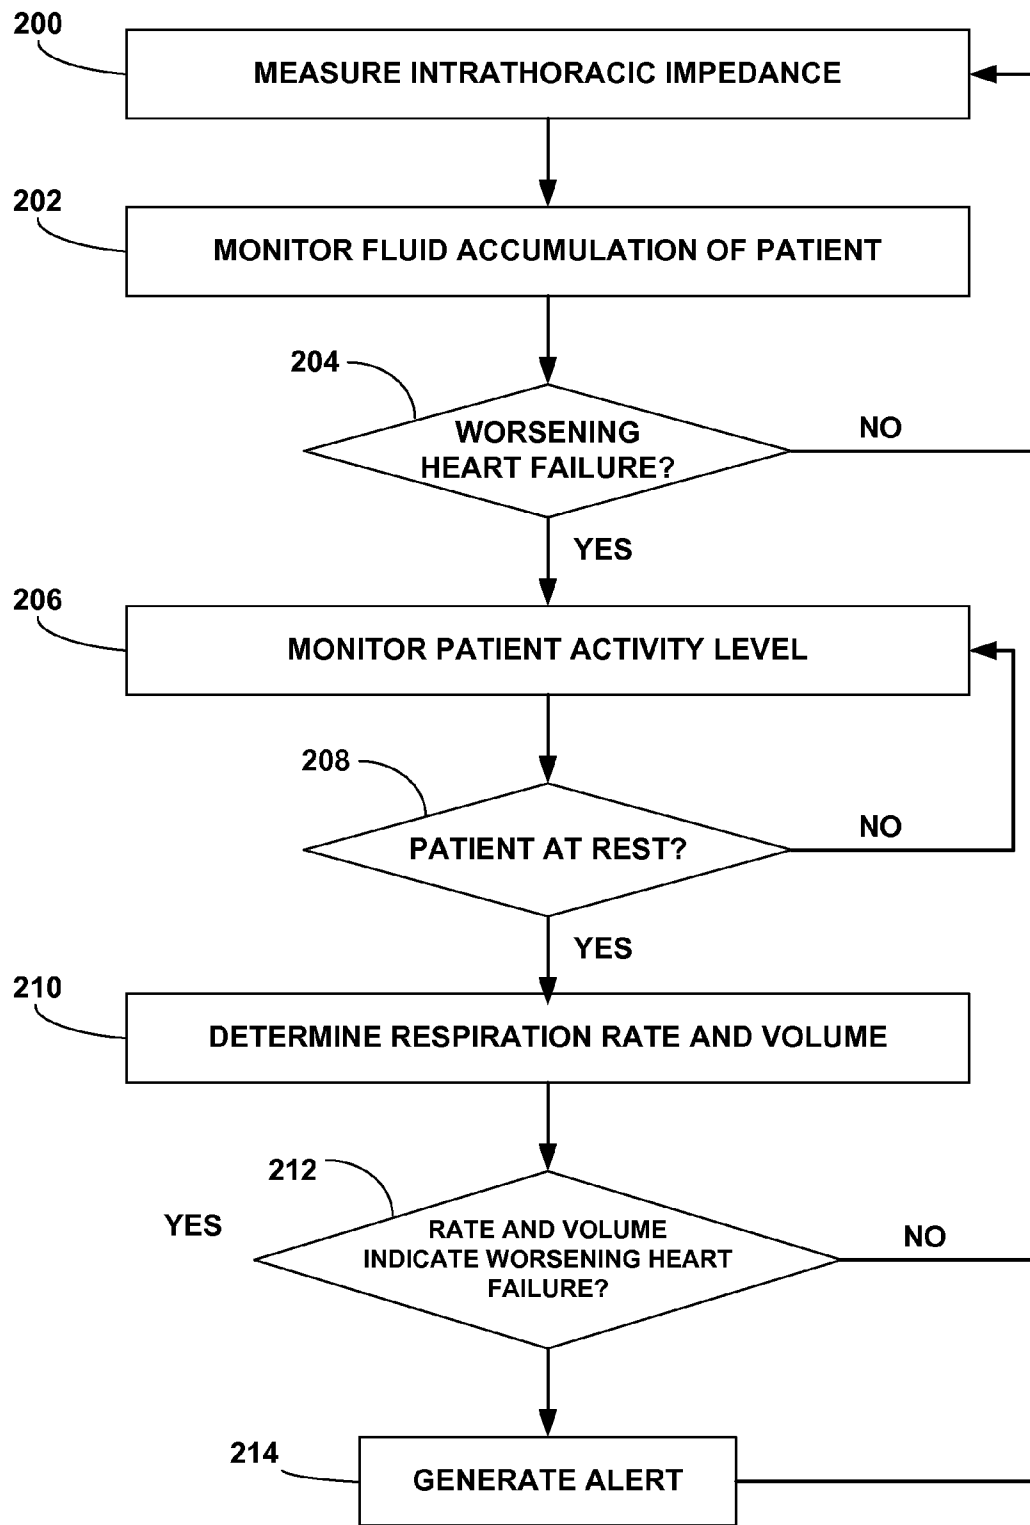 200
MEASURE INTRATHORACIC IMPEDANCE
202
MONITOR FLUID ACCUMULATION OF PATIENT
204
WORSENING
HEART FAILURE?
NO
YES
206
MONITOR PATIENT ACTIVITY LEVEL
208
PATIENT AT REST?
NO
YES
210
DETERMINE RESPIRATION RATE AND VOLUME
212
YES
RATE AND VOLUME
INDICATE WORSENING HEART
FAILURE?
NO
214
GENERATE ALERT